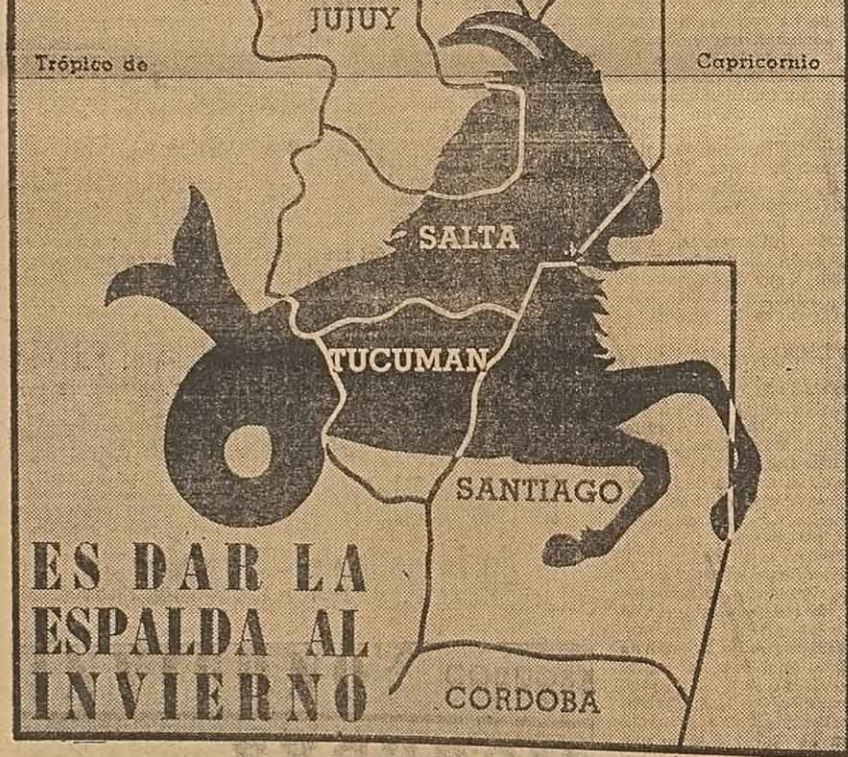 JUJUY
Trópico de Capricornio
SALTA
TUCUMAN
SANTIAGO
ES DAR LA
ESPALDA AL
INVIERNO
CORDOBA